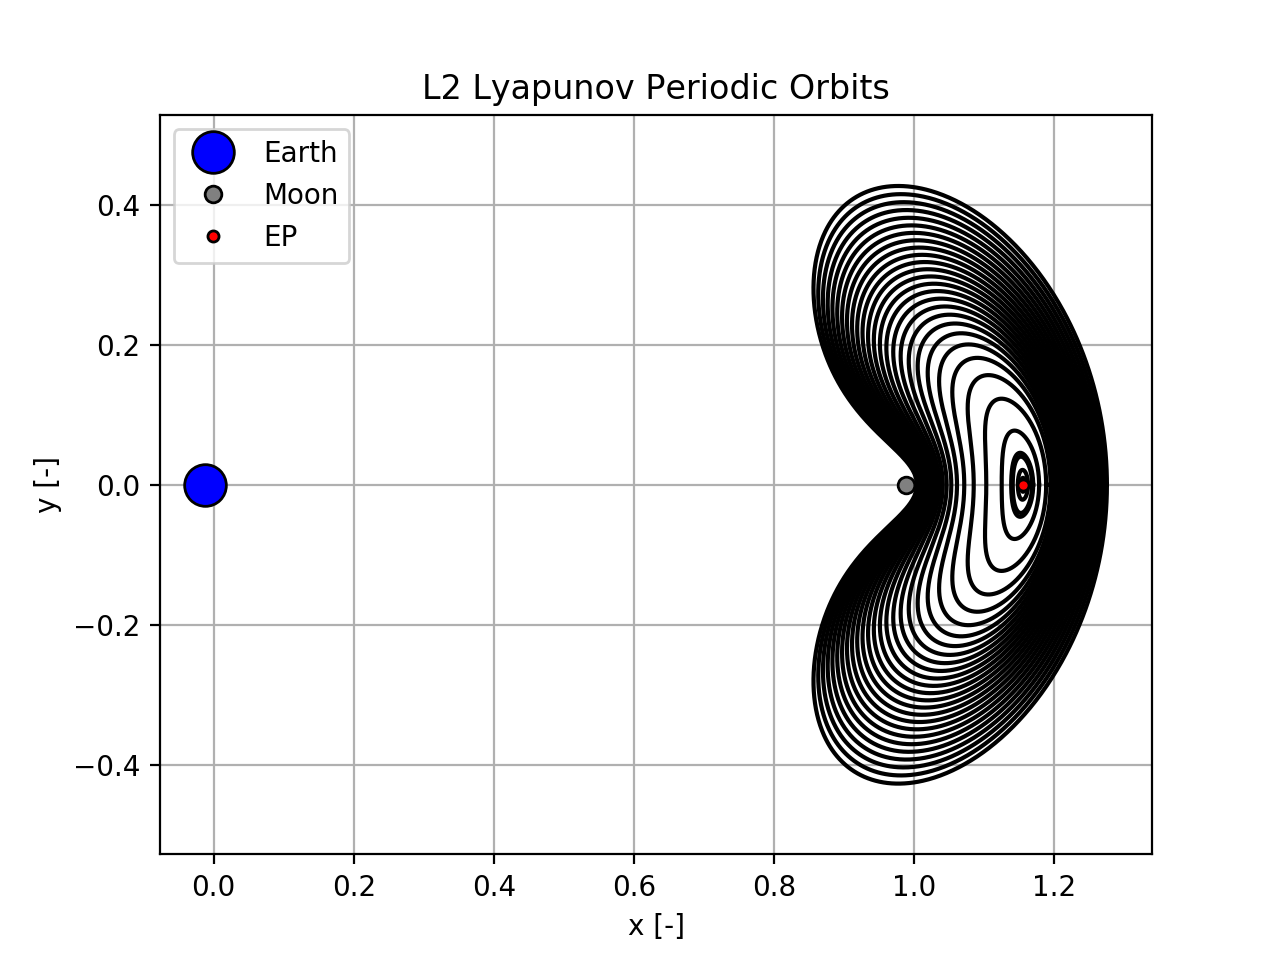 L2 Lyapunov Periodic Orbits
Earth
Moon
EP
0.4
0.2
0.0
−0.2
−0.4
y [-]
0.0 0.2 0.4 0.6 0.8 1.0 1.2
x [-]